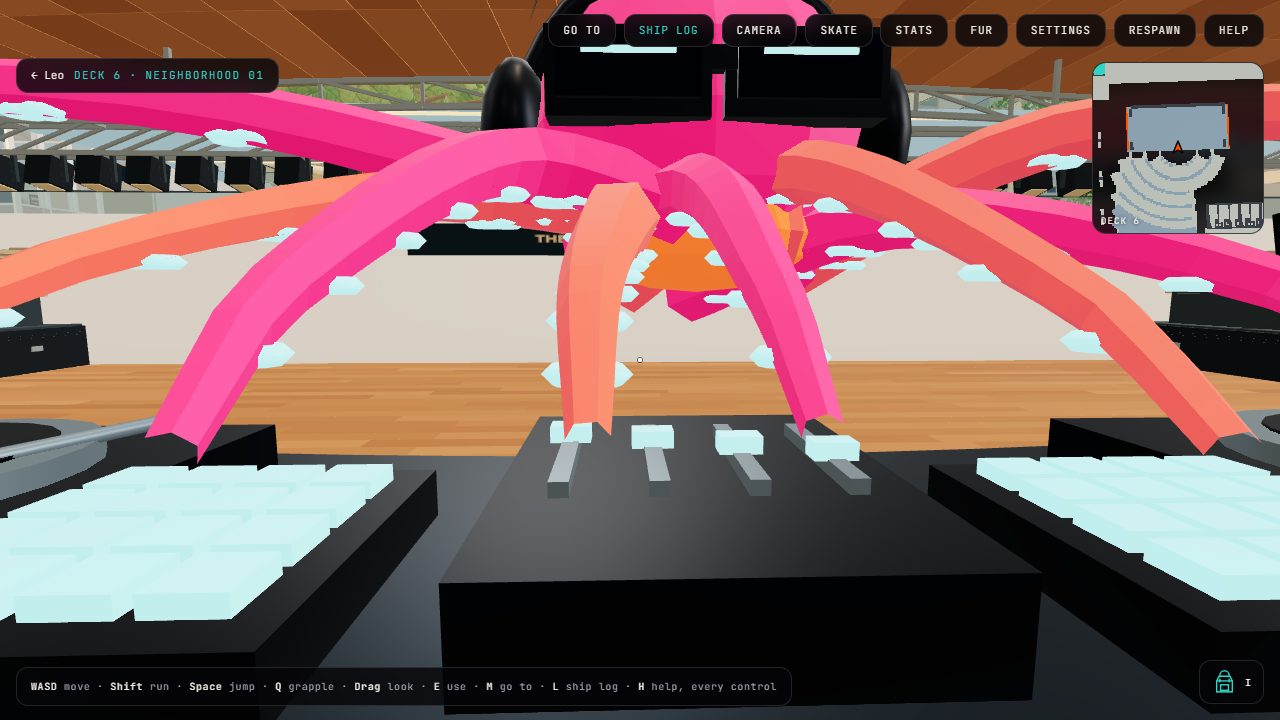 GO TO
SHIP LOG
CAMERA
SKATE
STATS
FUR
SETTINGS
RESPAWN
HELP
← Leo DECK 6 · NEIGHBORHOOD 01
DECK 6
WASD move · Shift run · Space jump · Q grapple · Drag look · E use · M go to · L ship log · H help, every control
I